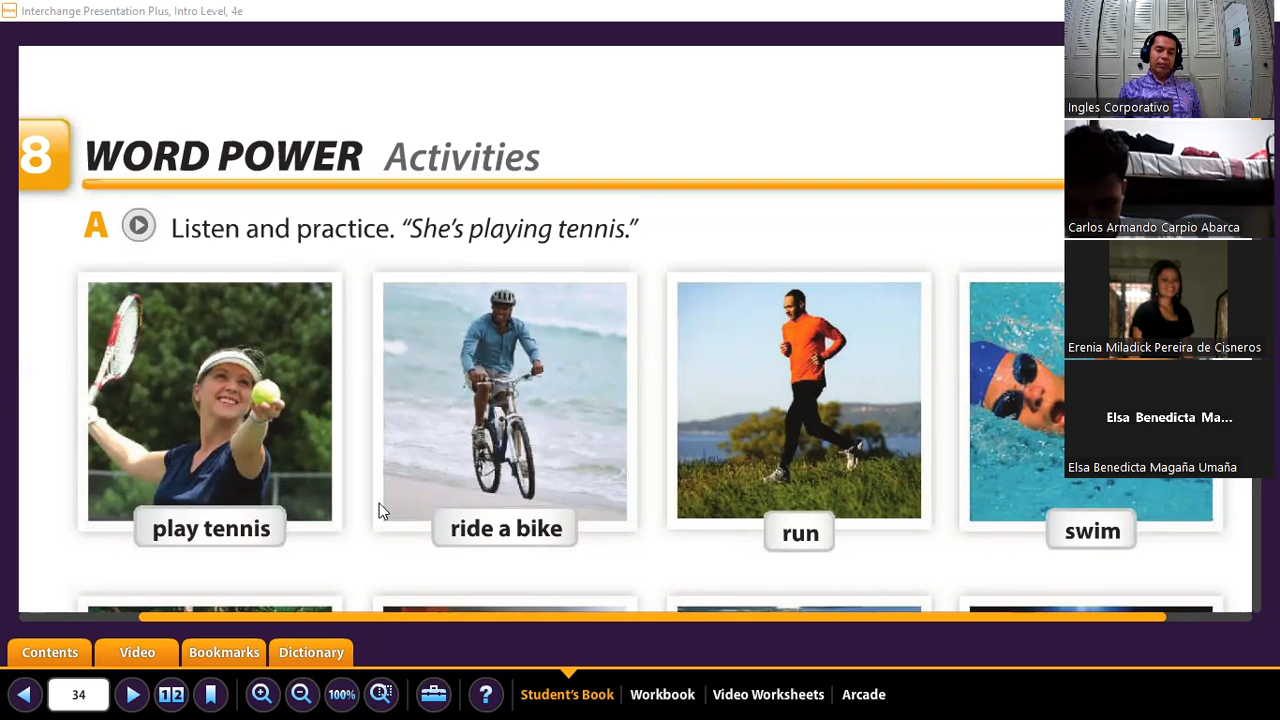 Interchange Presentation Plus, Intro Level, 4e
8 WORD POWER Activities
A Listen and practice. “She’s playing tennis.”
play tennis
ride a bike
run
swim
Ingles Corporativo
Carlos Armando Carpio Abarca
Erenia Miladick Pereira de Cisneros
Elsa Benedicta Ma...
Elsa Benedicta Magaña Umaña
Contents Video Bookmarks Dictionary
34 12 100% ? Student’s Book Workbook Video Worksheets Arcade